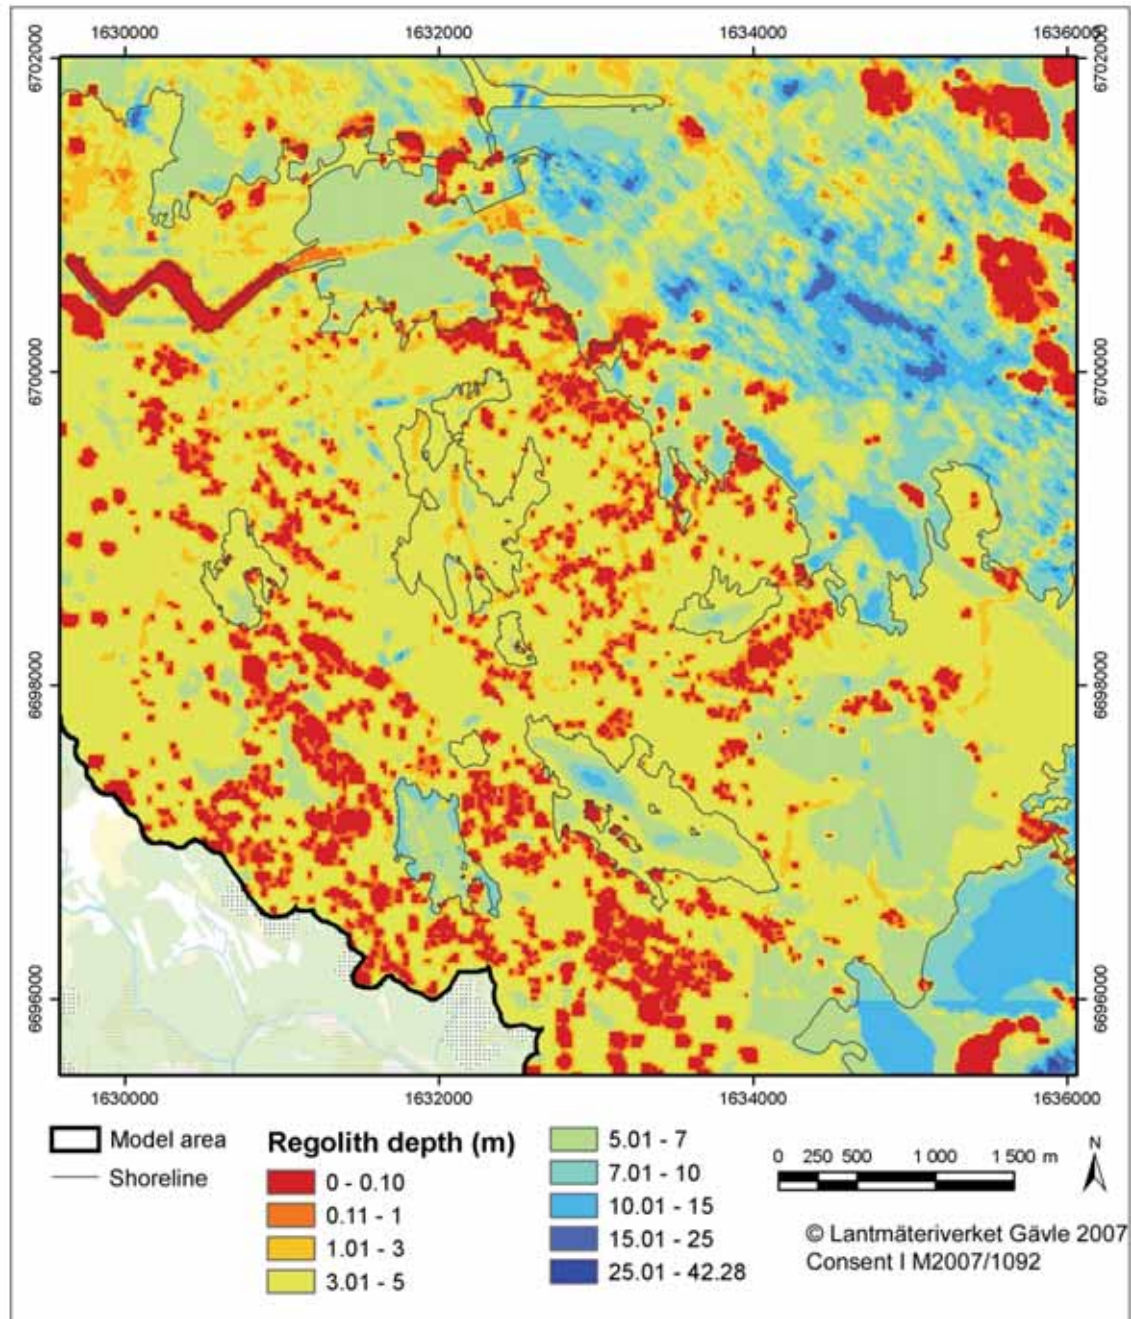 1630000 1632000 1634000 1636000
6702000 6702000
6700000 6700000
6698000 6698000
6696000 6696000
1630000 1632000 1634000 1636000
Model area
Shoreline
Regolith depth (m)
0 - 0.10
0.11 - 1
1.01 - 3
3.01 - 5
5.01 - 7
7.01 - 10
10.01 - 15
15.01 - 25
25.01 - 42.28
0 250 500 1 000 1 500 m
N
© Lantmäteriverket Gävle 2007
Consent I M2007/1092